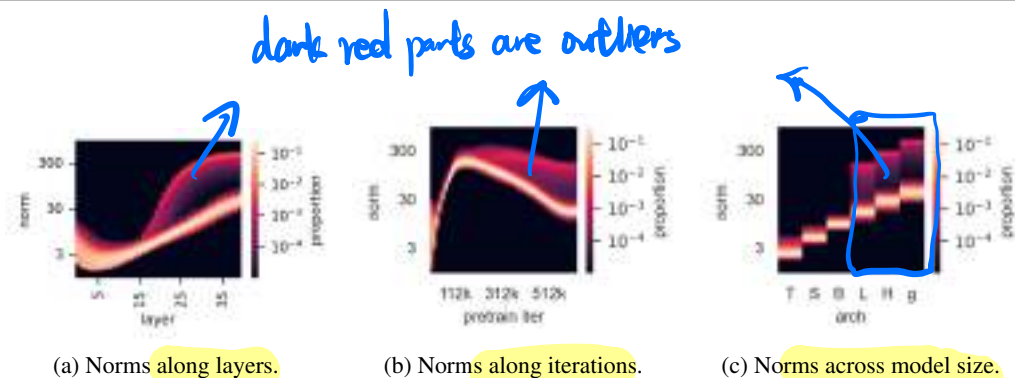 dark red parts are outliers
300
30
3
norm
5
15
25
35
layer
10⁻¹
10⁻²
10⁻³
10⁻⁴
proportion
300
30
3
norm
112k 312k 512k
pretrain iter
10⁻¹
10⁻²
10⁻³
10⁻⁴
proportion
300
30
3
norm
T S B L H g
arch
10⁻¹
10⁻²
10⁻³
10⁻⁴
proportion
(a) Norms along layers.
(b) Norms along iterations.
(c) Norms across model size.